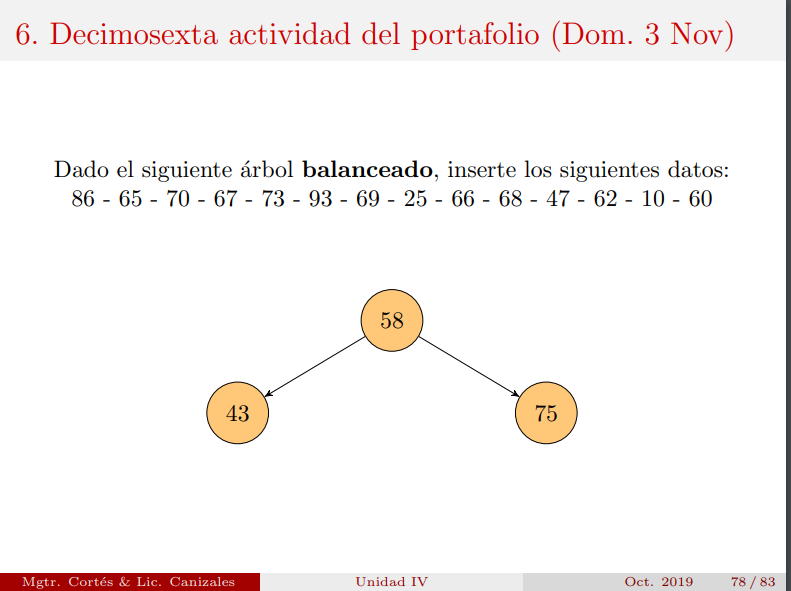 6. Decimosexta actividad del portafolio (Dom. 3 Nov)
Dado el siguiente árbol balanceado, inserte los siguientes datos:
86 - 65 - 70 - 67 - 73 - 93 - 69 - 25 - 66 - 68 - 47 - 62 - 10 - 60
58
43
75
Mgtr. Cortés & Lic. Canizales
Unidad IV
Oct. 2019
78 / 83